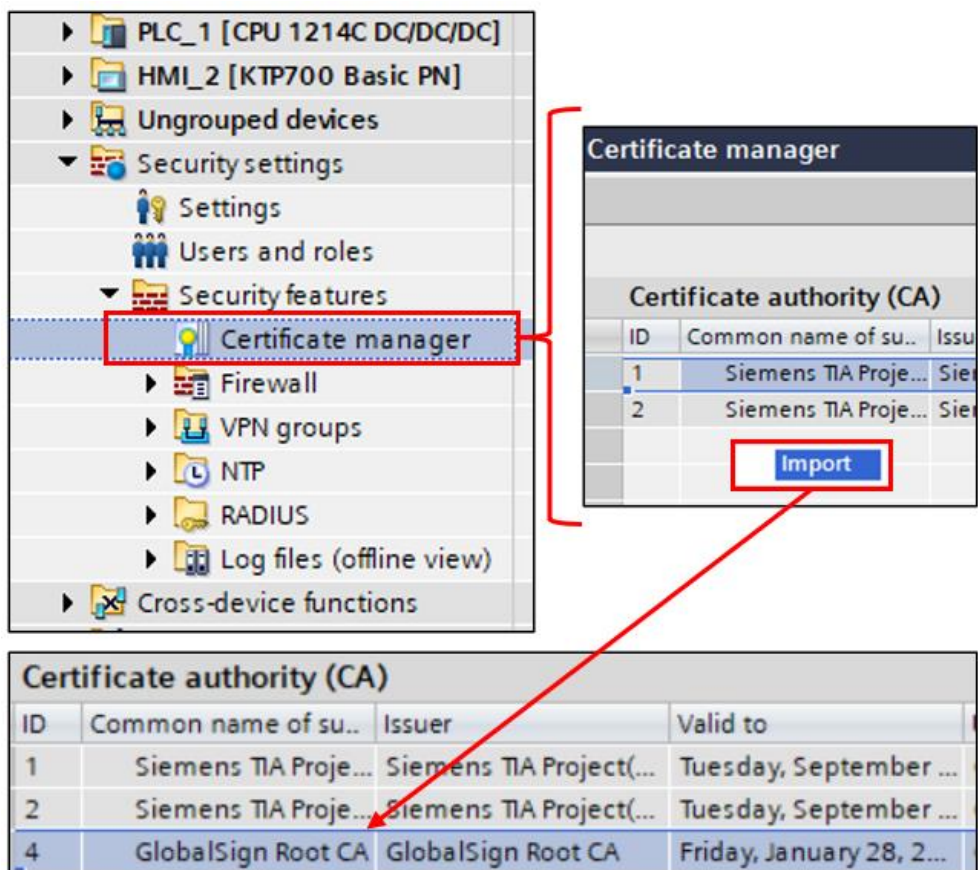 PLC_1 [CPU 1214C DC/DC/DC]
HMI_2 [KTP700 Basic PN]
Ungrouped devices
Security settings
Settings
Users and roles
Security features
Certificate manager
Firewall
VPN groups
NTP
RADIUS
Log files (offline view)
Cross-device functions
Certificate manager
Certificate authority (CA)
ID Common name of su.. Issu
1 Siemens TIA Proje... Sie
2 Siemens TIA Proje... Sie
Import
Certificate authority (CA)
ID Common name of su.. Issuer Valid to
1 Siemens TIA Proje... Siemens TIA Project(... Tuesday, September ...
2 Siemens TIA Proje... Siemens TIA Project(... Tuesday, September ...
4 GlobalSign Root CA GlobalSign Root CA Friday, January 28, 2...